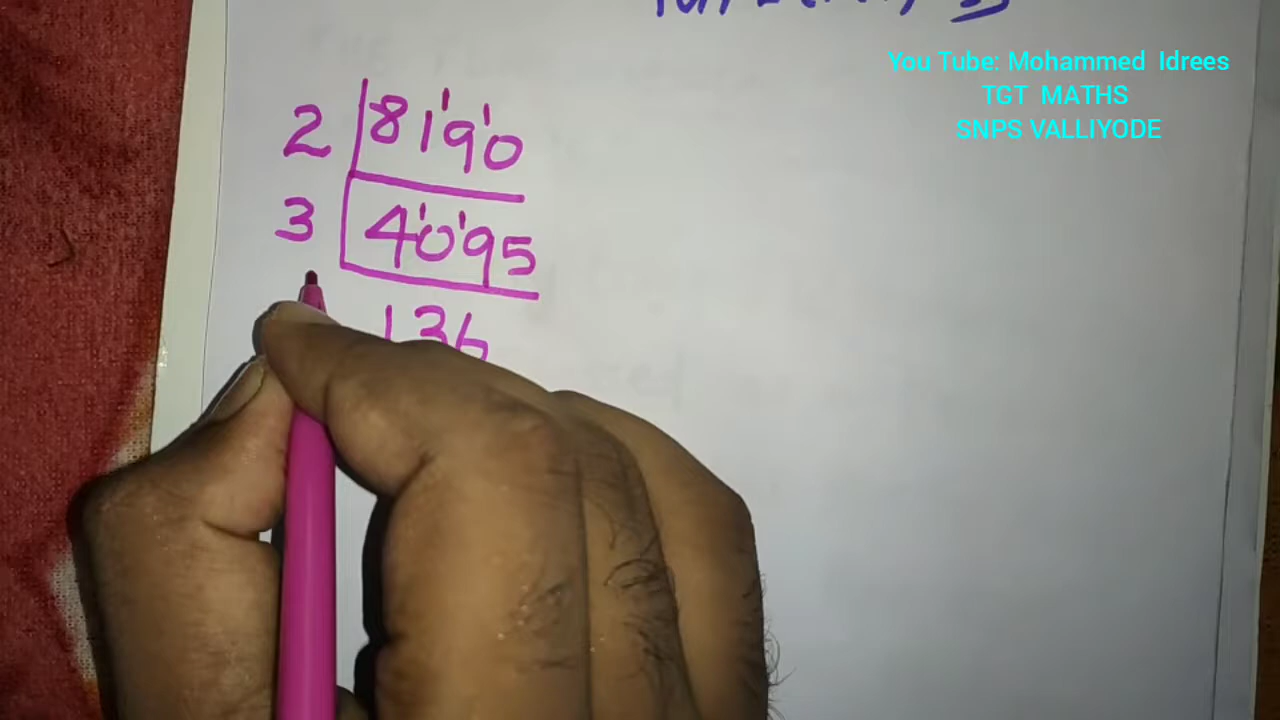 You Tube: Mohammed Idrees
TGT MATHS
SNPS VALLIYODE
2 8190
3 4095
136